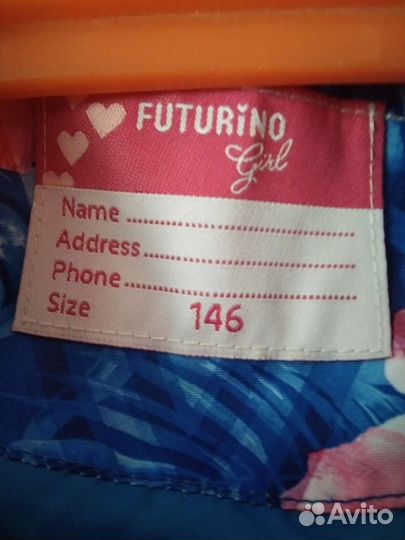 FUTURiNO
Girl
Name ........................
Address ........................
Phone ........................
Size 146
Avito